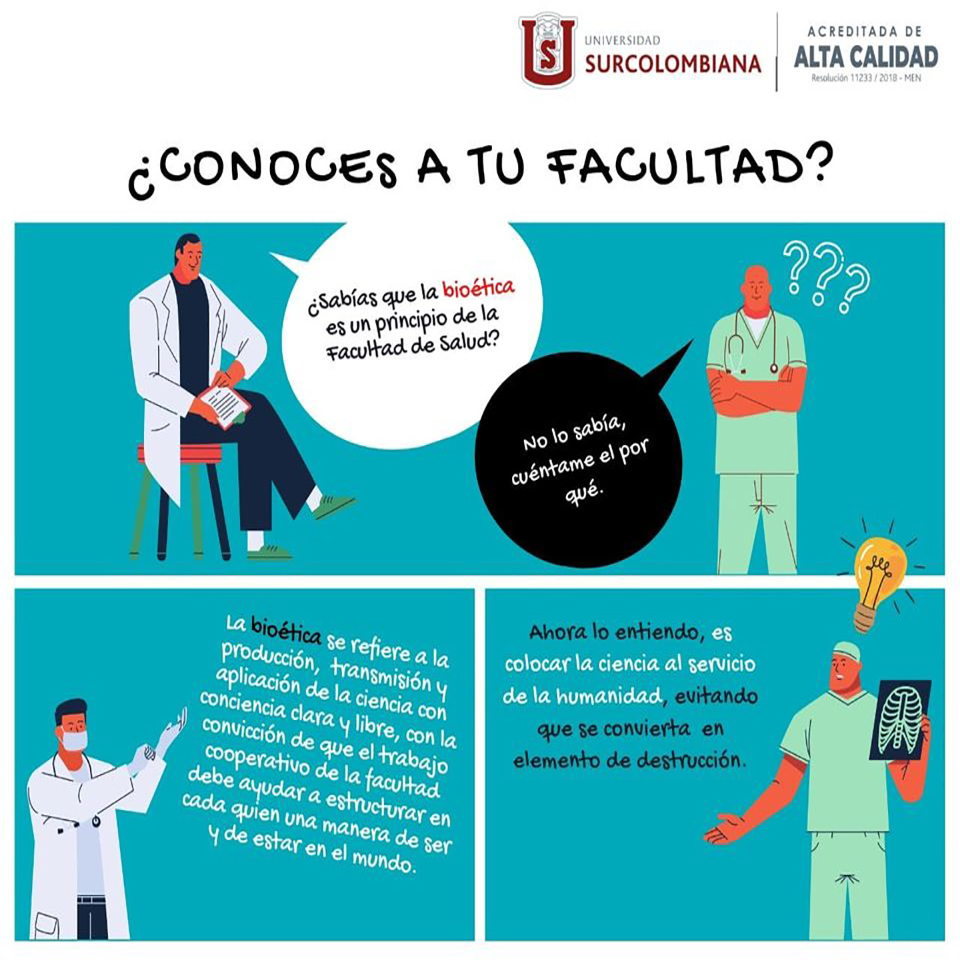 UNIVERSIDAD
SURCOLOMBIANA
ACREDITADA DE
ALTA CALIDAD
Resolución 11233 / 2018 - MEN
¿CONOCES A TU FACULTAD?
¿Sabías que la bioética
es un principio de la
Facultad de Salud?
???
No lo sabía,
cuéntame el por
qué.
La bioética se refiere a la
producción, transmisión y
aplicación de la ciencia con
conciencia clara y libre, con la
convicción de que el trabajo
cooperativo de la facultad
debe ayudar a estructurar en
cada quien una manera de ser
y de estar en el mundo.
Ahora lo entiendo, es
colocar la ciencia al servicio
de la humanidad, evitando
que se convierta en
elemento de destrucción.